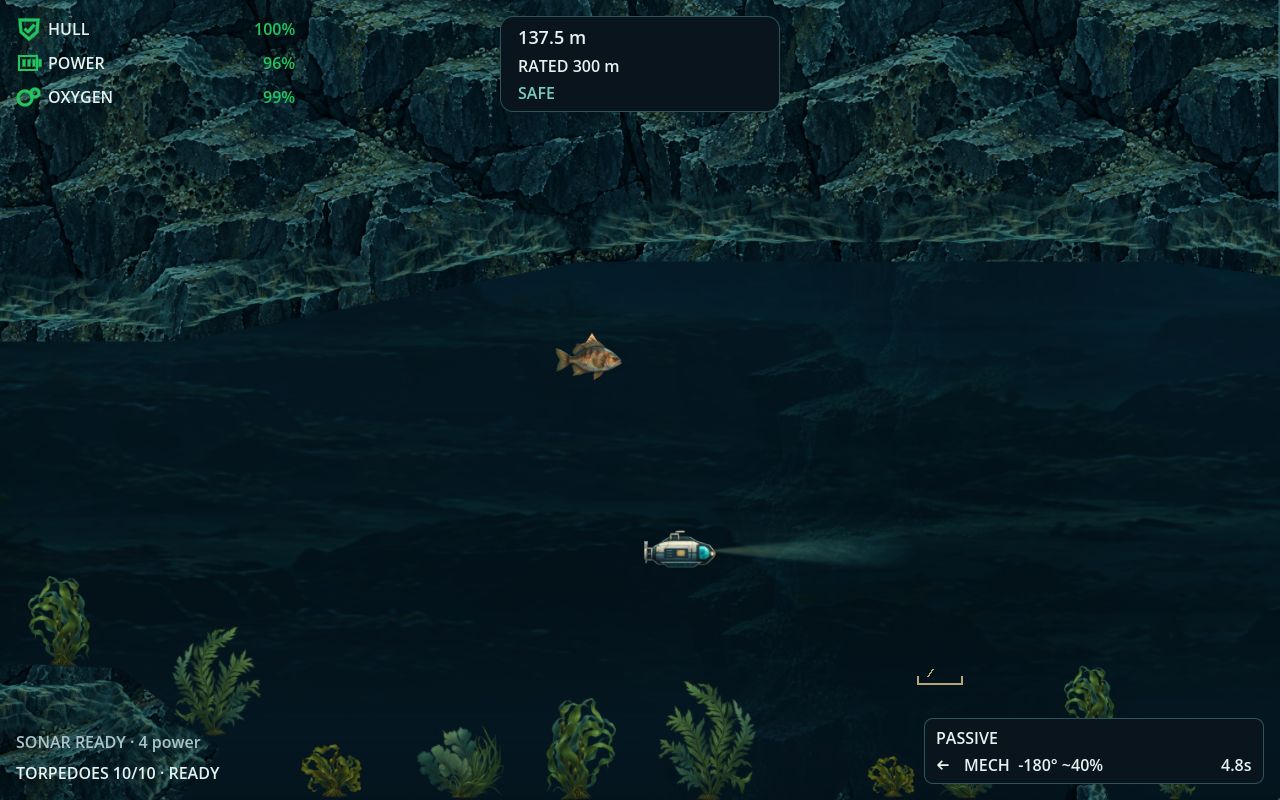 HULL 100%
POWER 96%
OXYGEN 99%
137.5 m
RATED 300 m
SAFE
SONAR READY · 4 power
TORPEDOES 10/10 · READY
PASSIVE
← MECH -180° ~40% 4.8s